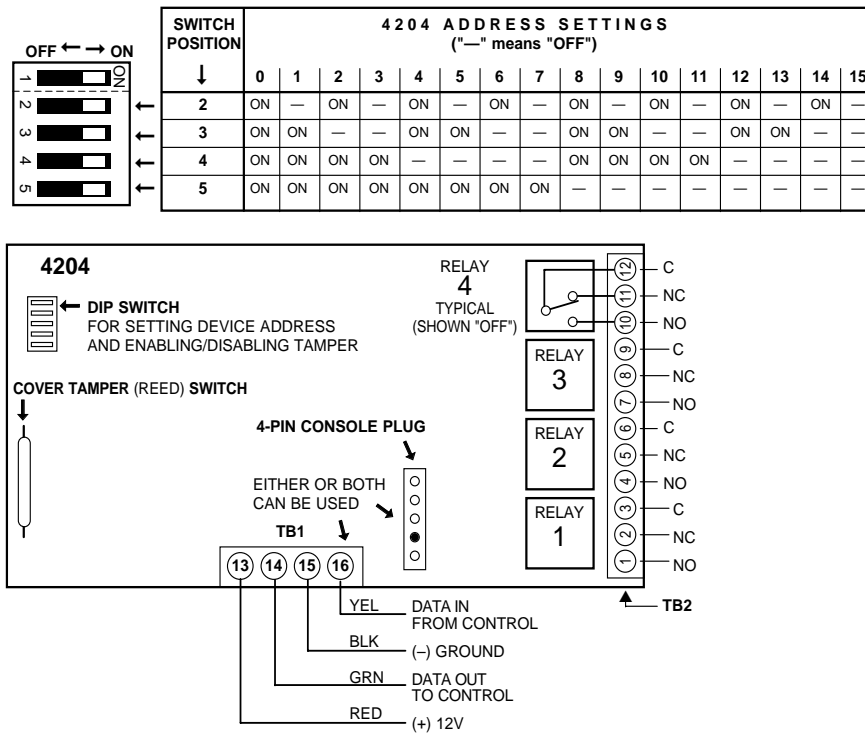 SWITCH POSITION
4204 ADDRESS SETTINGS
("—" means "OFF")
OFF ← → ON
↓ 0 1 2 3 4 5 6 7 8 9 10 11 12 13 14 15
2 ON — ON — ON — ON — ON — ON — ON — ON —
3 ON ON — — ON ON — — ON ON — — ON ON — —
4 ON ON ON ON — — — — ON ON ON ON — — — —
5 ON ON ON ON ON ON ON ON — — — — — — — —
ON
1
2
3
4
5
4204
DIP SWITCH
FOR SETTING DEVICE ADDRESS
AND ENABLING/DISABLING TAMPER
COVER TAMPER (REED) SWITCH
4-PIN CONSOLE PLUG
EITHER OR BOTH
CAN BE USED
TB1
13 14 15 16
RELAY
4
TYPICAL
(SHOWN "OFF")
RELAY
3
RELAY
2
RELAY
1
12 C
11 NC
10 NO
9 C
8 NC
7 NO
6 C
5 NC
4 NO
3 C
2 NC
1 NO
TB2
YEL DATA IN
FROM CONTROL
BLK (–) GROUND
GRN DATA OUT
TO CONTROL
RED (+) 12V